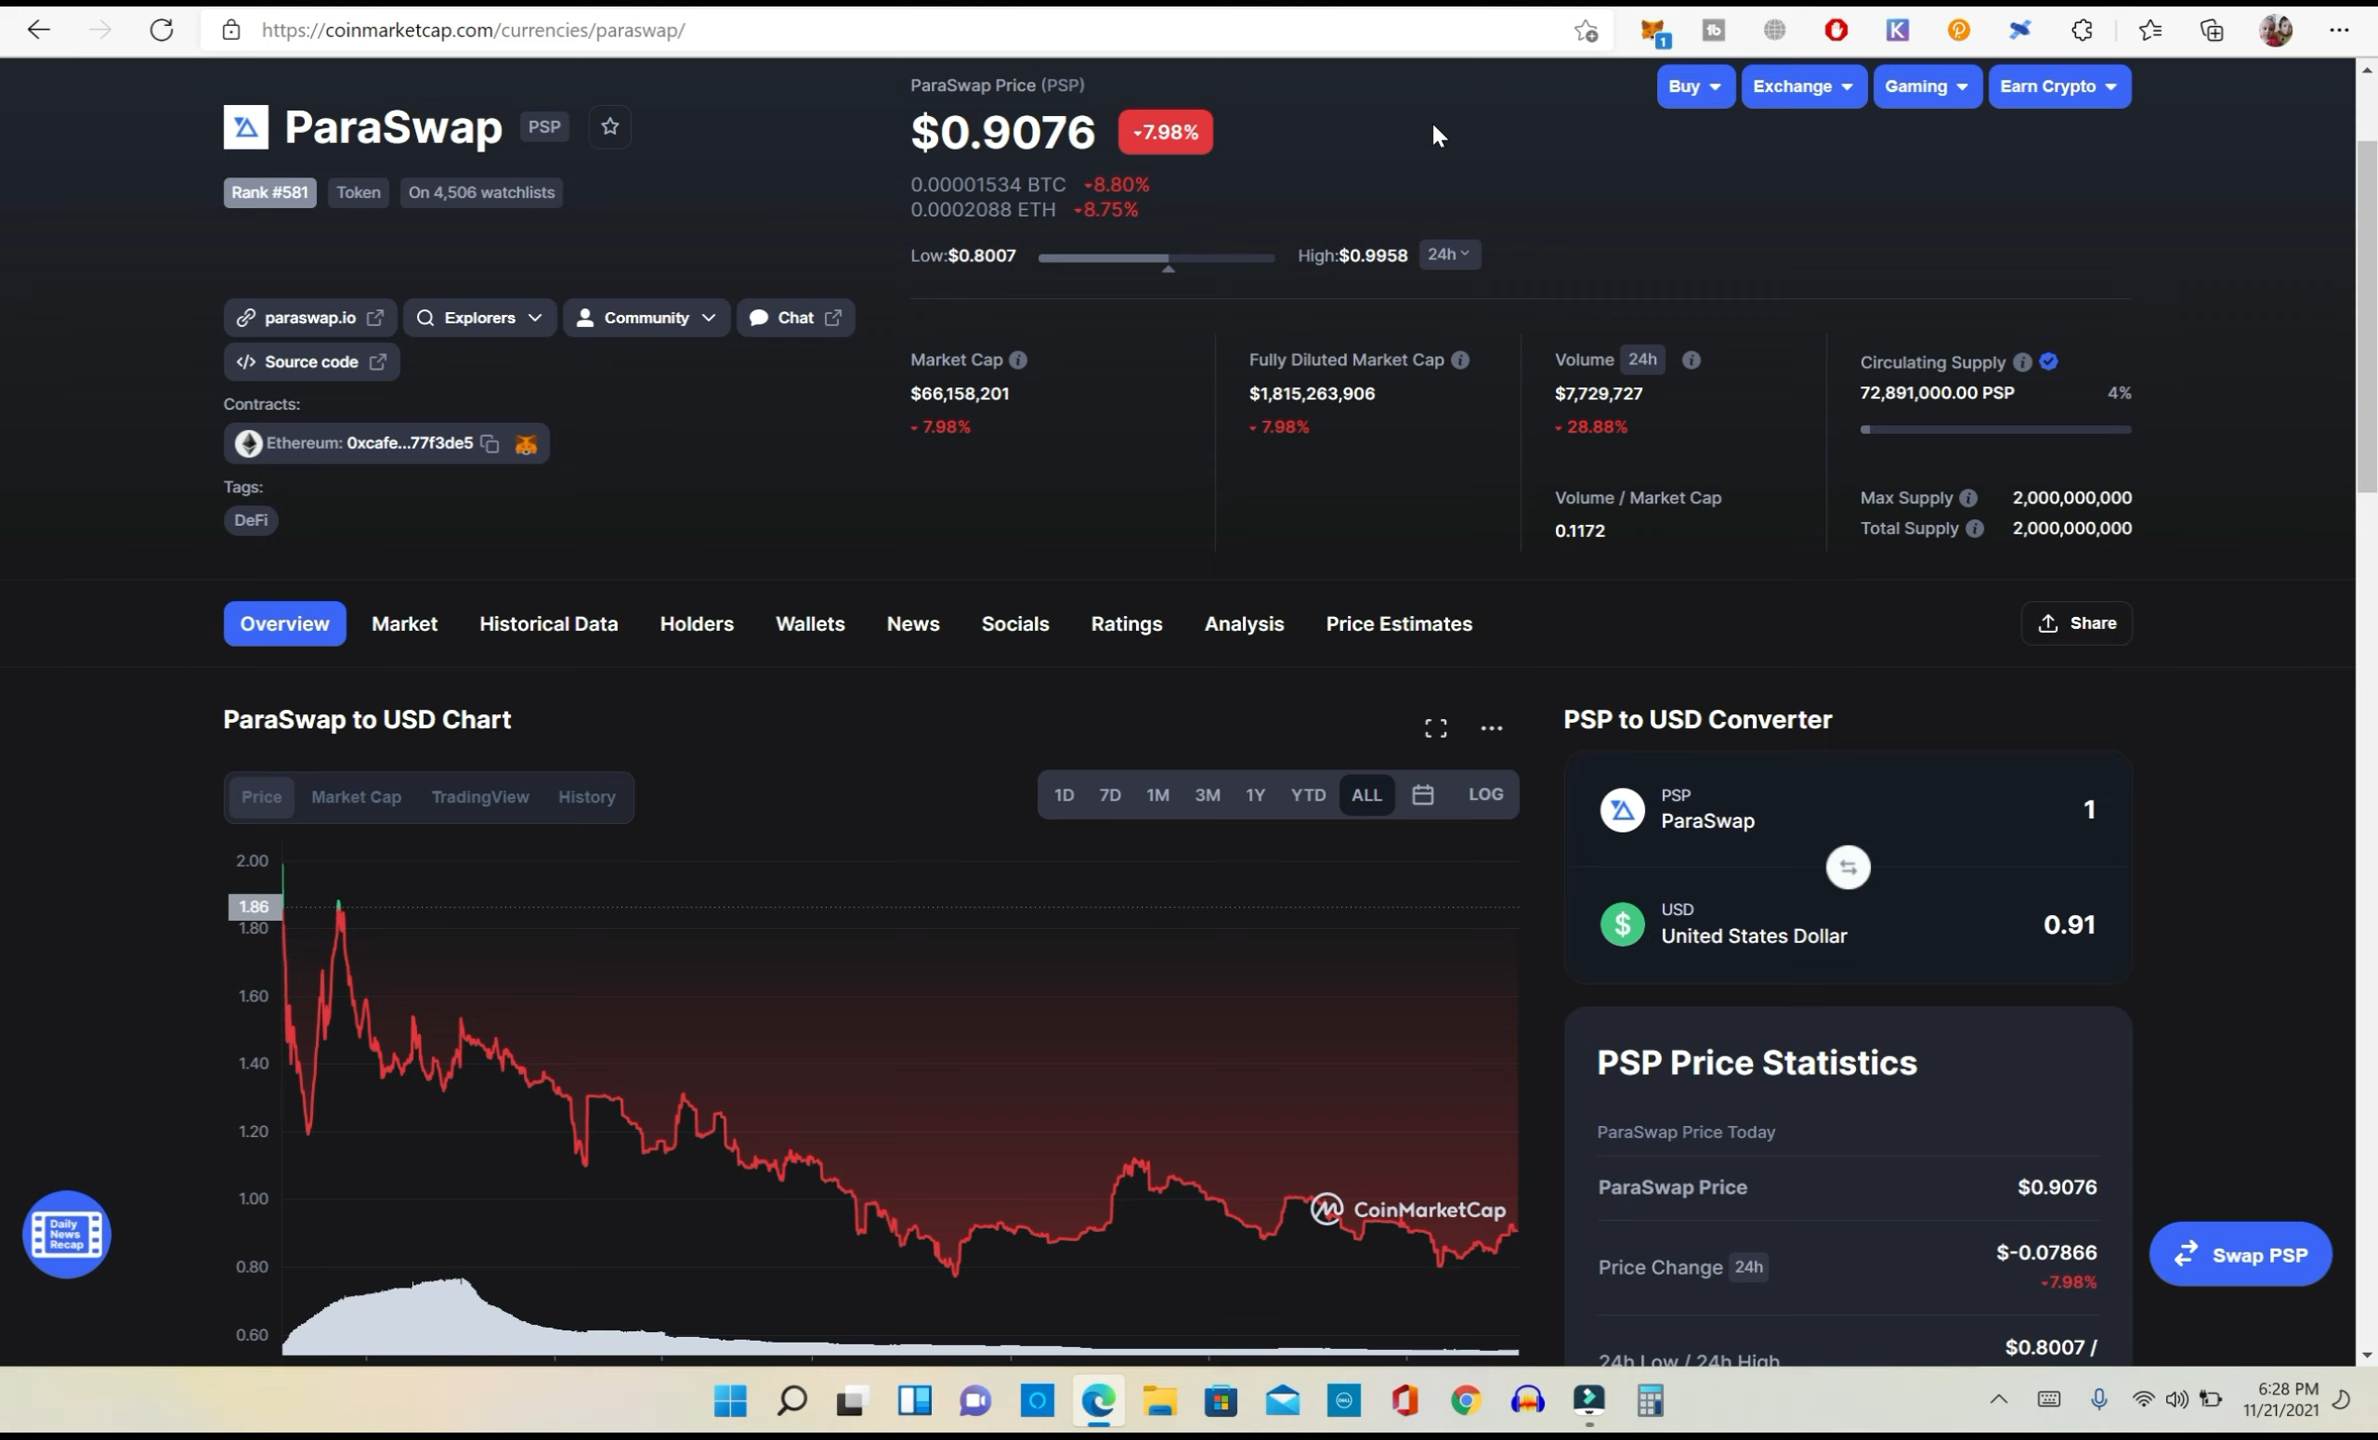 https://coinmarketcap.com/currencies/paraswap/
1
ParaSwap PSP
Rank #581 Token On 4,506 watchlists
paraswap.io Explorers Community Chat
Source code
Contracts:
Ethereum: 0xcafe...77f3de5
Tags:
DeFi
ParaSwap Price (PSP)
$0.9076 7.98%
0.00001534 BTC 8.80%
0.0002088 ETH 8.75%
Low:$0.8007 High:$0.9958 24h
Buy Exchange Gaming Earn Crypto
Market Cap
$66,158,201
7.98%
Fully Diluted Market Cap
$1,815,263,906
7.98%
Volume 24h
$7,729,727
28.88%
Volume / Market Cap
0.1172
Circulating Supply
72,891,000.00 PSP 4%
Max Supply 2,000,000,000
Total Supply 2,000,000,000
Overview Market Historical Data Holders Wallets News Socials Ratings Analysis Price Estimates Share
ParaSwap to USD Chart
Price Market Cap TradingView History
1D 7D 1M 3M 1Y YTD ALL LOG
2.00
1.86
1.80
1.60
1.40
1.20
1.00
0.80
0.60
CoinMarketCap
PSP to USD Converter
PSP
ParaSwap 1
USD
United States Dollar 0.91
PSP Price Statistics
ParaSwap Price Today
ParaSwap Price $0.9076
Price Change 24h $-0.07866
7.98%
24h Low / 24h High $0.8007 /
Daily
News
Recap
Swap PSP
DELL
6:28 PM
11/21/2021